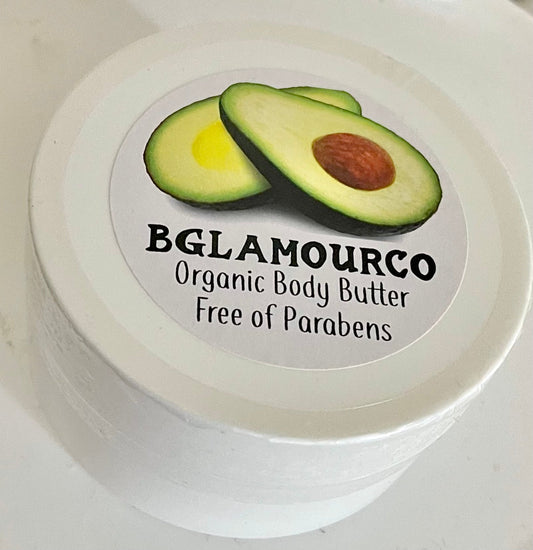 BGLAMOURCO
Organic Body Butter
Free of Parabens